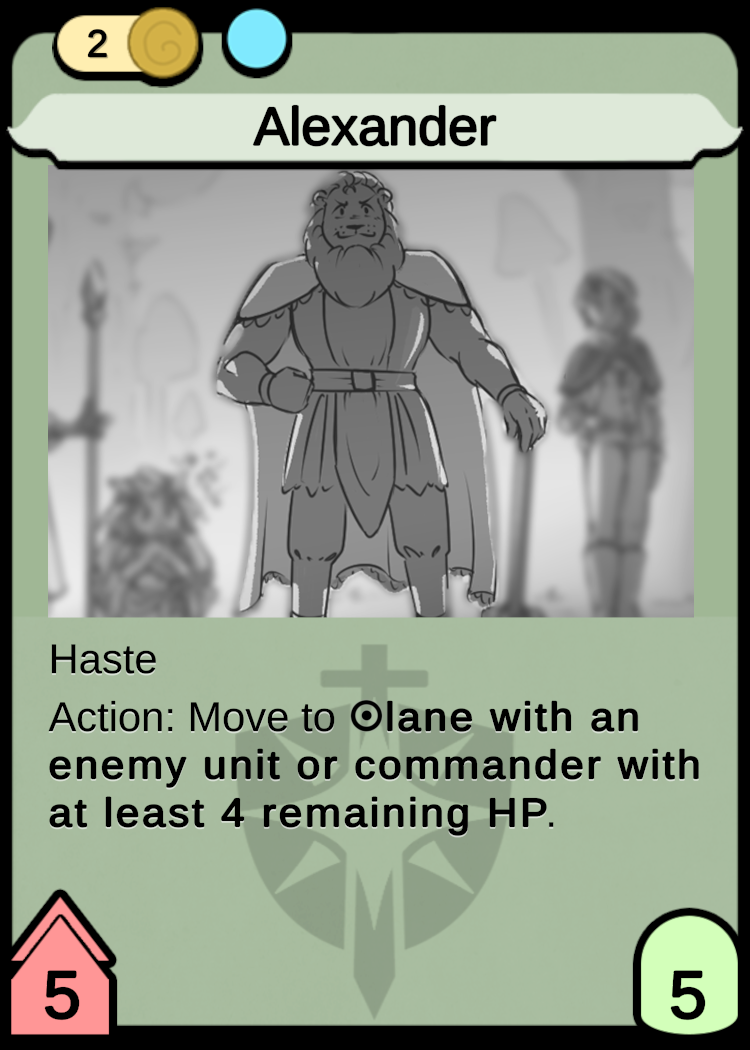 2
Alexander
Haste
Action: Move to ⊙lane with an
enemy unit or commander with
at least 4 remaining HP.
5
5